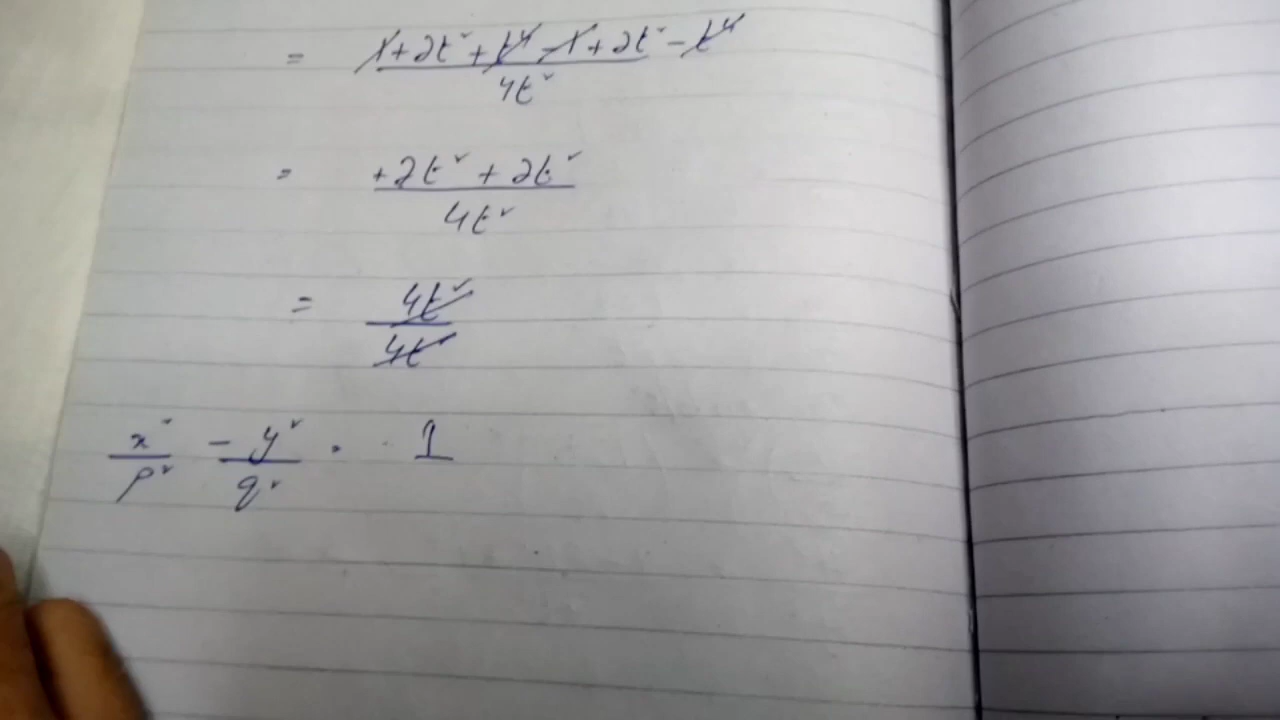 = 1+2t²+t⁴-1+2t²-t⁴ / 4t²
= +2t²+2t² / 4t²
= 4t² / 4t²
x²/p² - y²/q² = 1